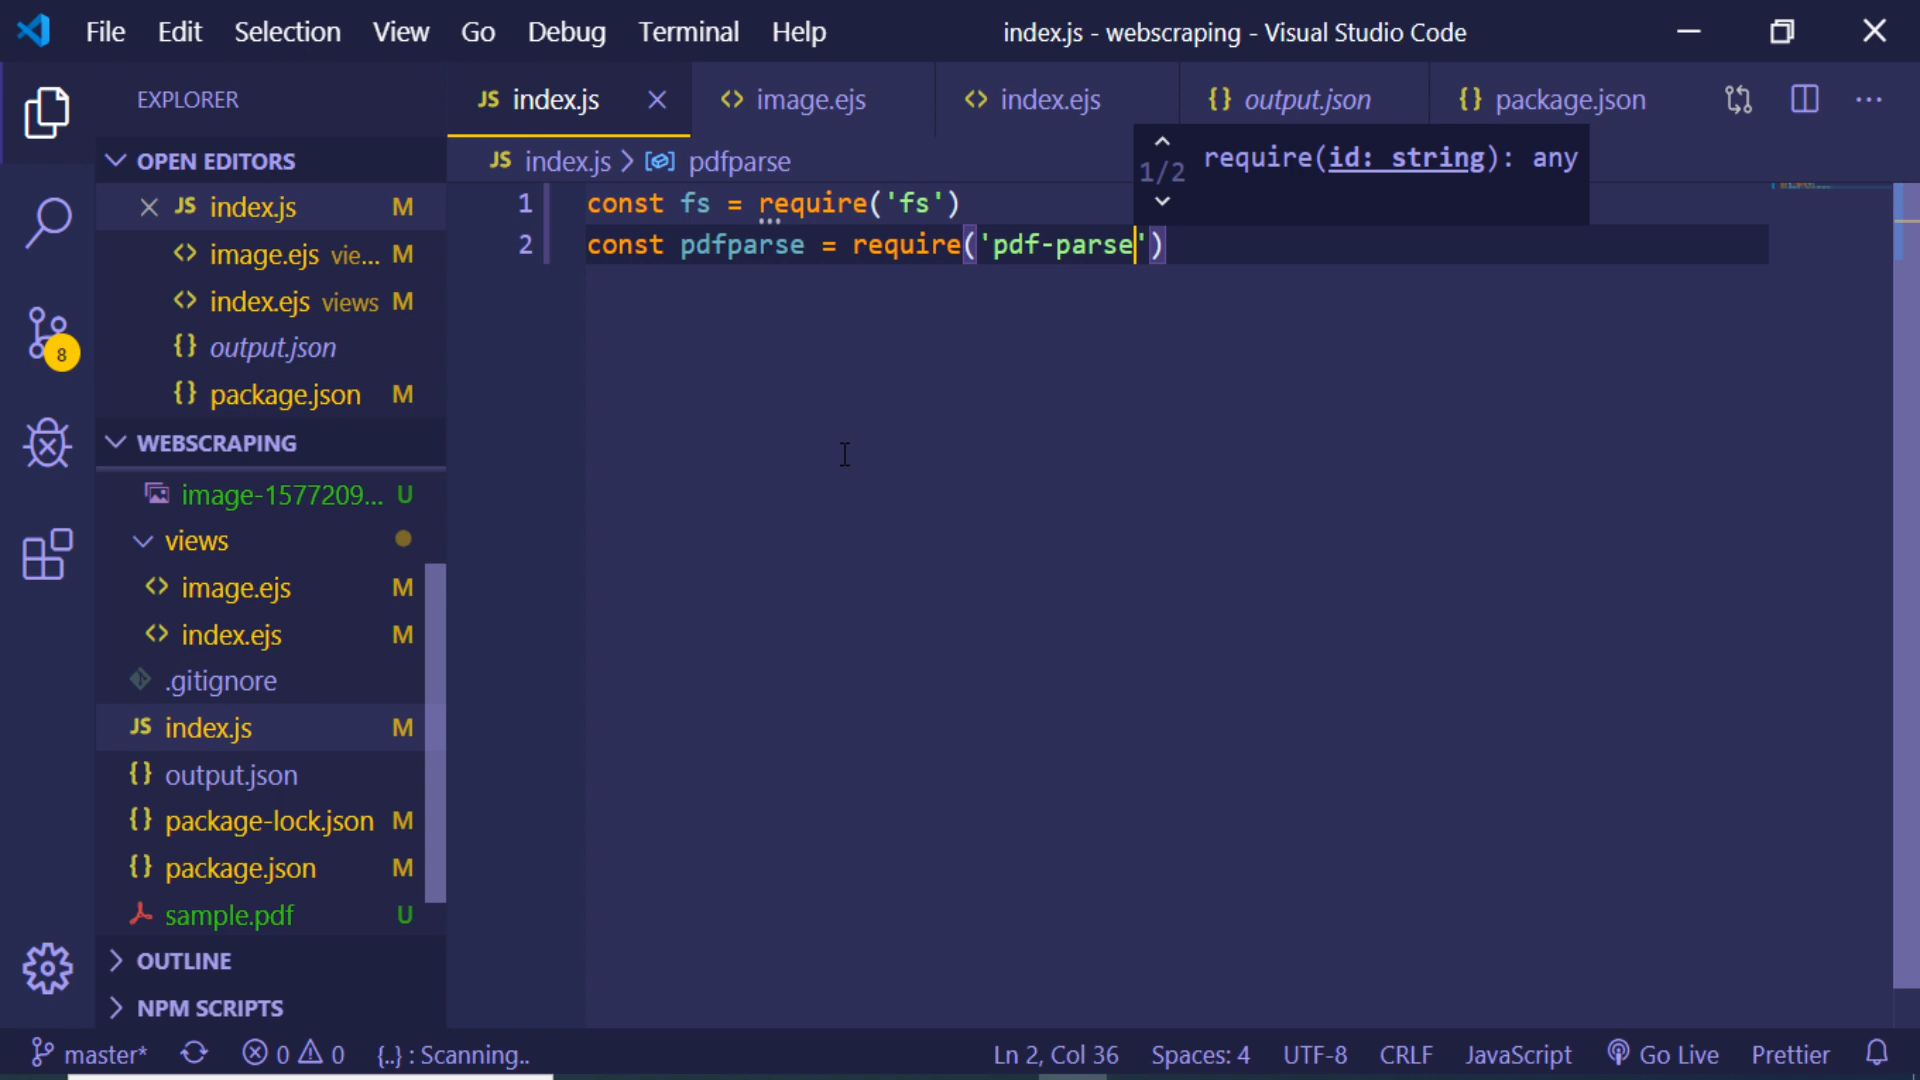 File Edit Selection View Go Debug Terminal Help
index.js - webscraping - Visual Studio Code
EXPLORER
OPEN EDITORS
JS index.js M
<> image.ejs vie... M
<> index.ejs views M
{} output.json
{} package.json M
8
WEBSCRAPING
image-1577209... U
views
<> image.ejs M
<> index.ejs M
.gitignore
JS index.js M
{} output.json
{} package-lock.json M
{} package.json M
sample.pdf U
OUTLINE
NPM SCRIPTS
JS index.js
<> image.ejs
<> index.ejs
{} output.json
{} package.json
JS index.js > pdfparse
1/2
require(id: string): any
1 const fs = require('fs')
2 const pdfparse = require('pdf-parse')
master* 0 0 {..} : Scanning.. Ln 2, Col 36 Spaces: 4 UTF-8 CRLF JavaScript Go Live Prettier